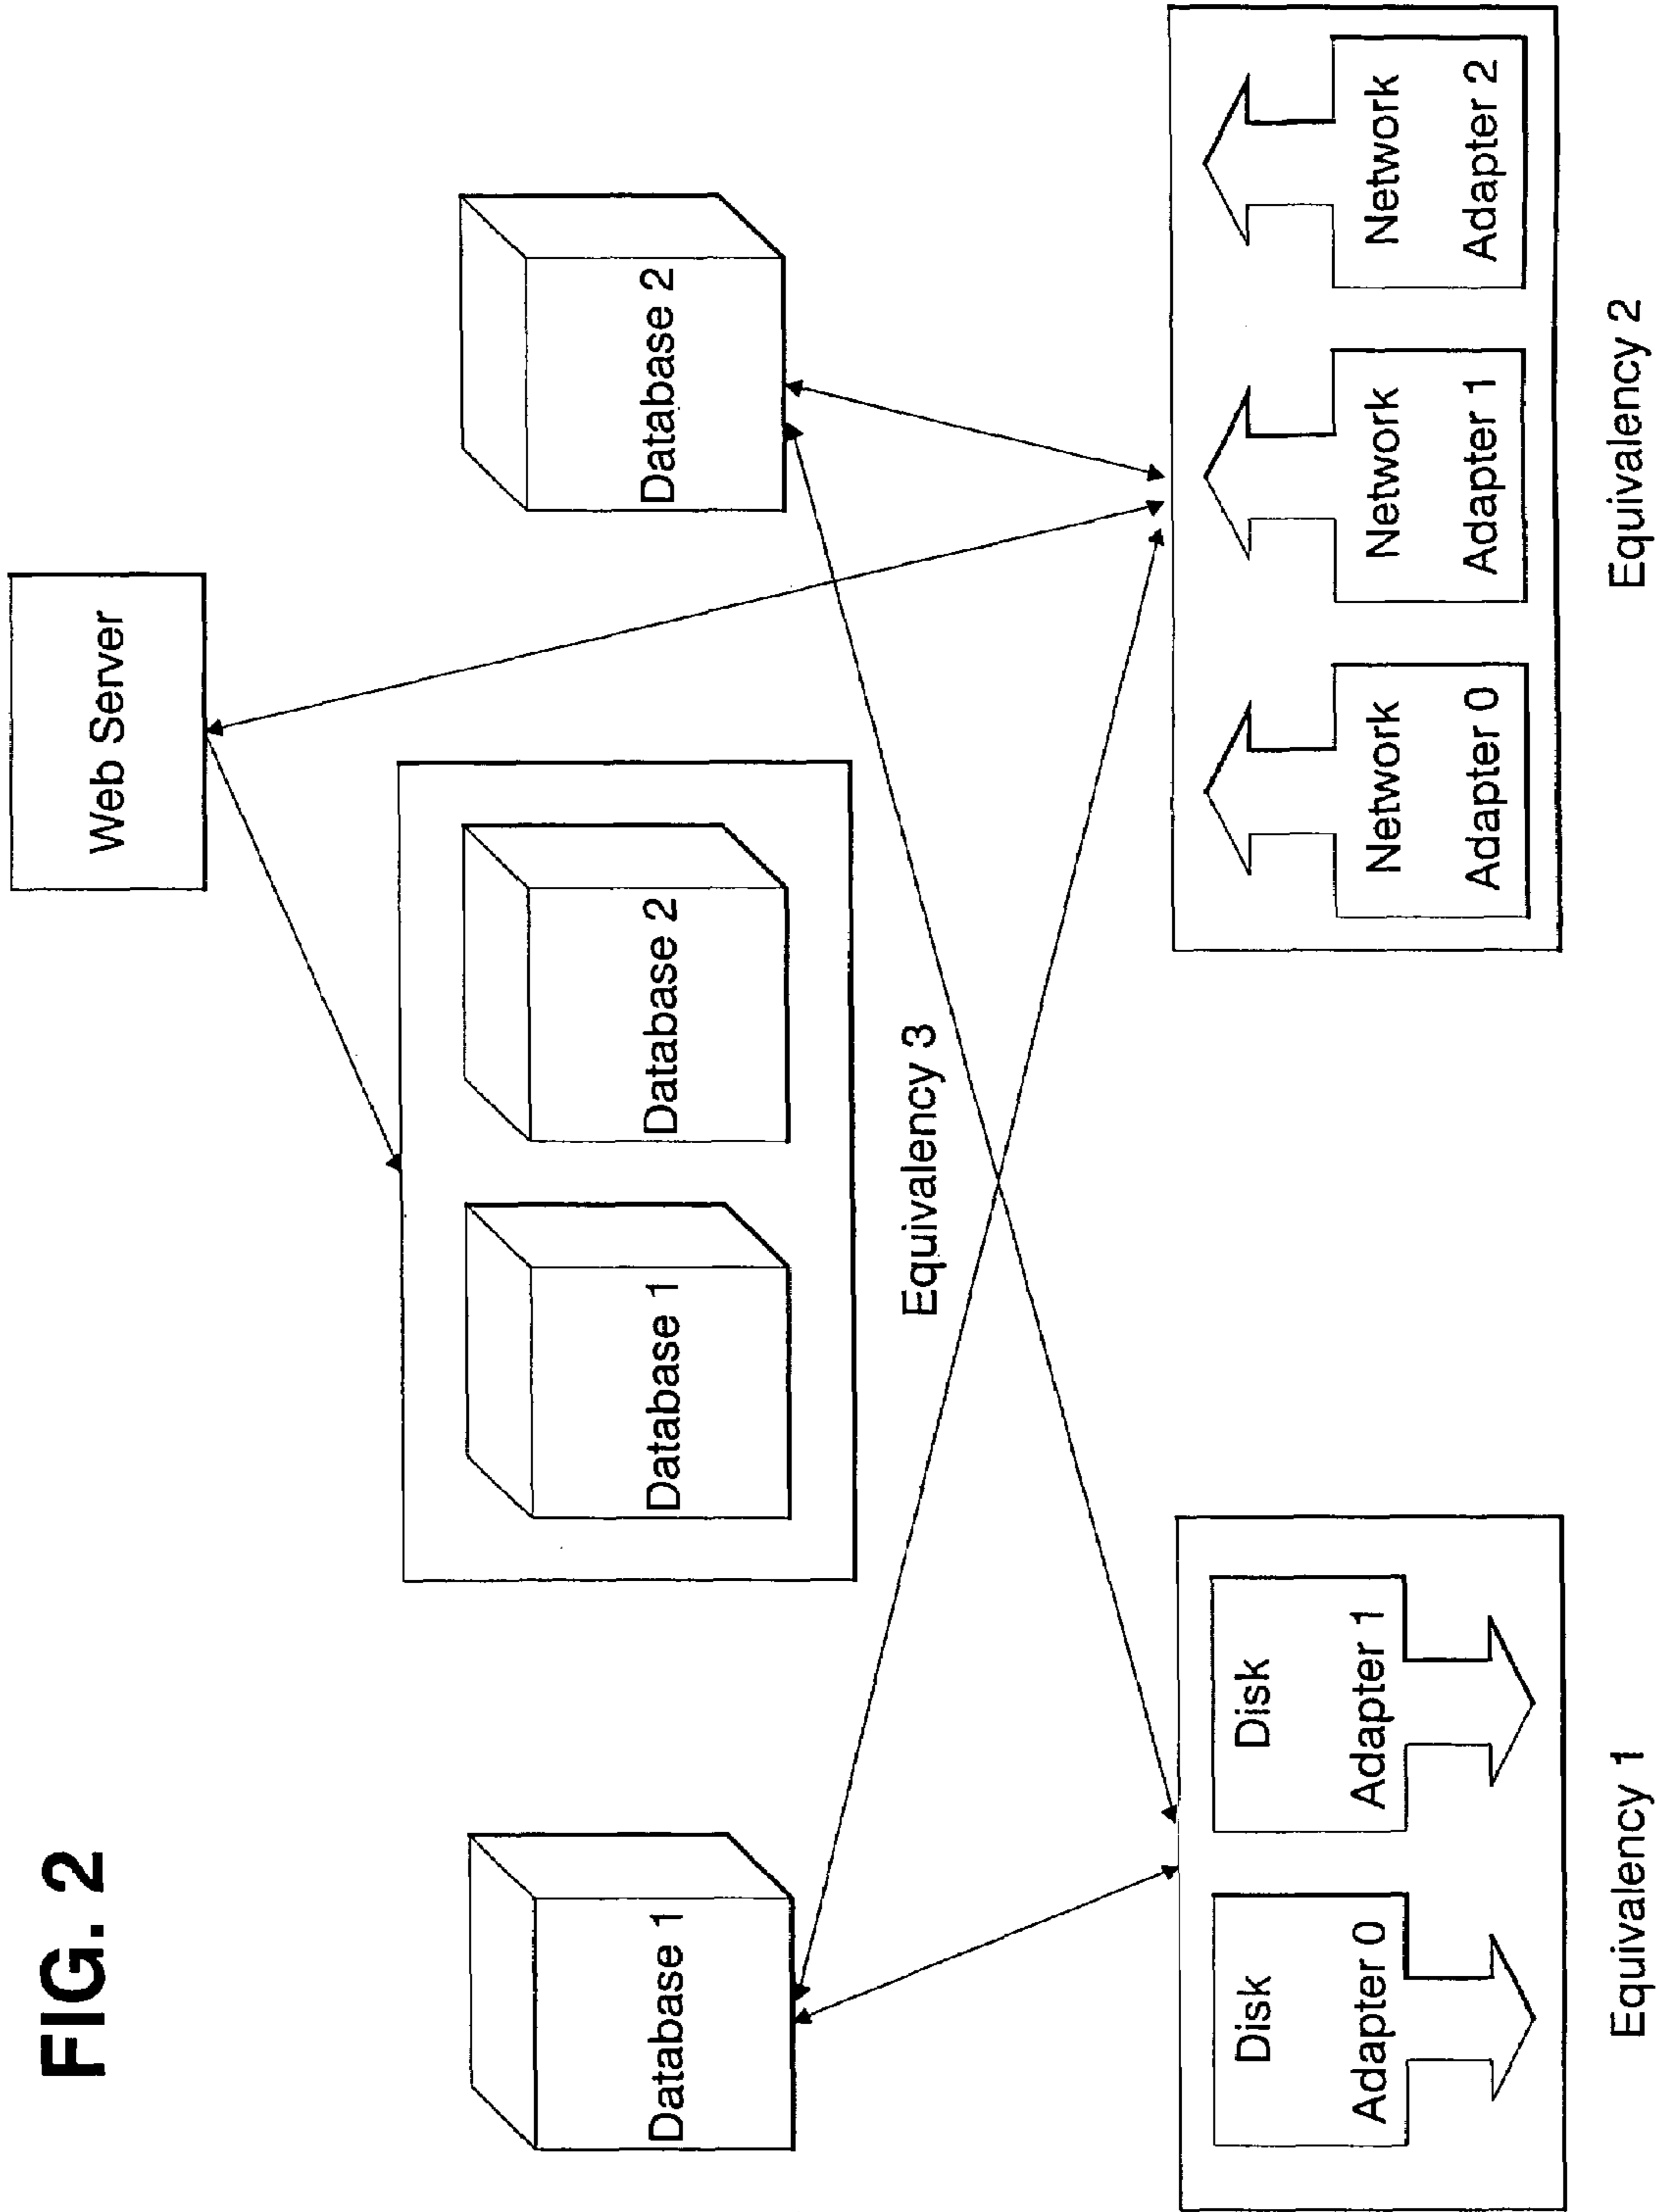 FIG. 2
Web Server
Database 1
Database 1
Database 2
Database 2
Equivalency 3
Disk
Adapter 0
Disk
Adapter 1
Network
Adapter 0
Network
Adapter 1
Network
Adapter 2
Equivalency 1
Equivalency 2